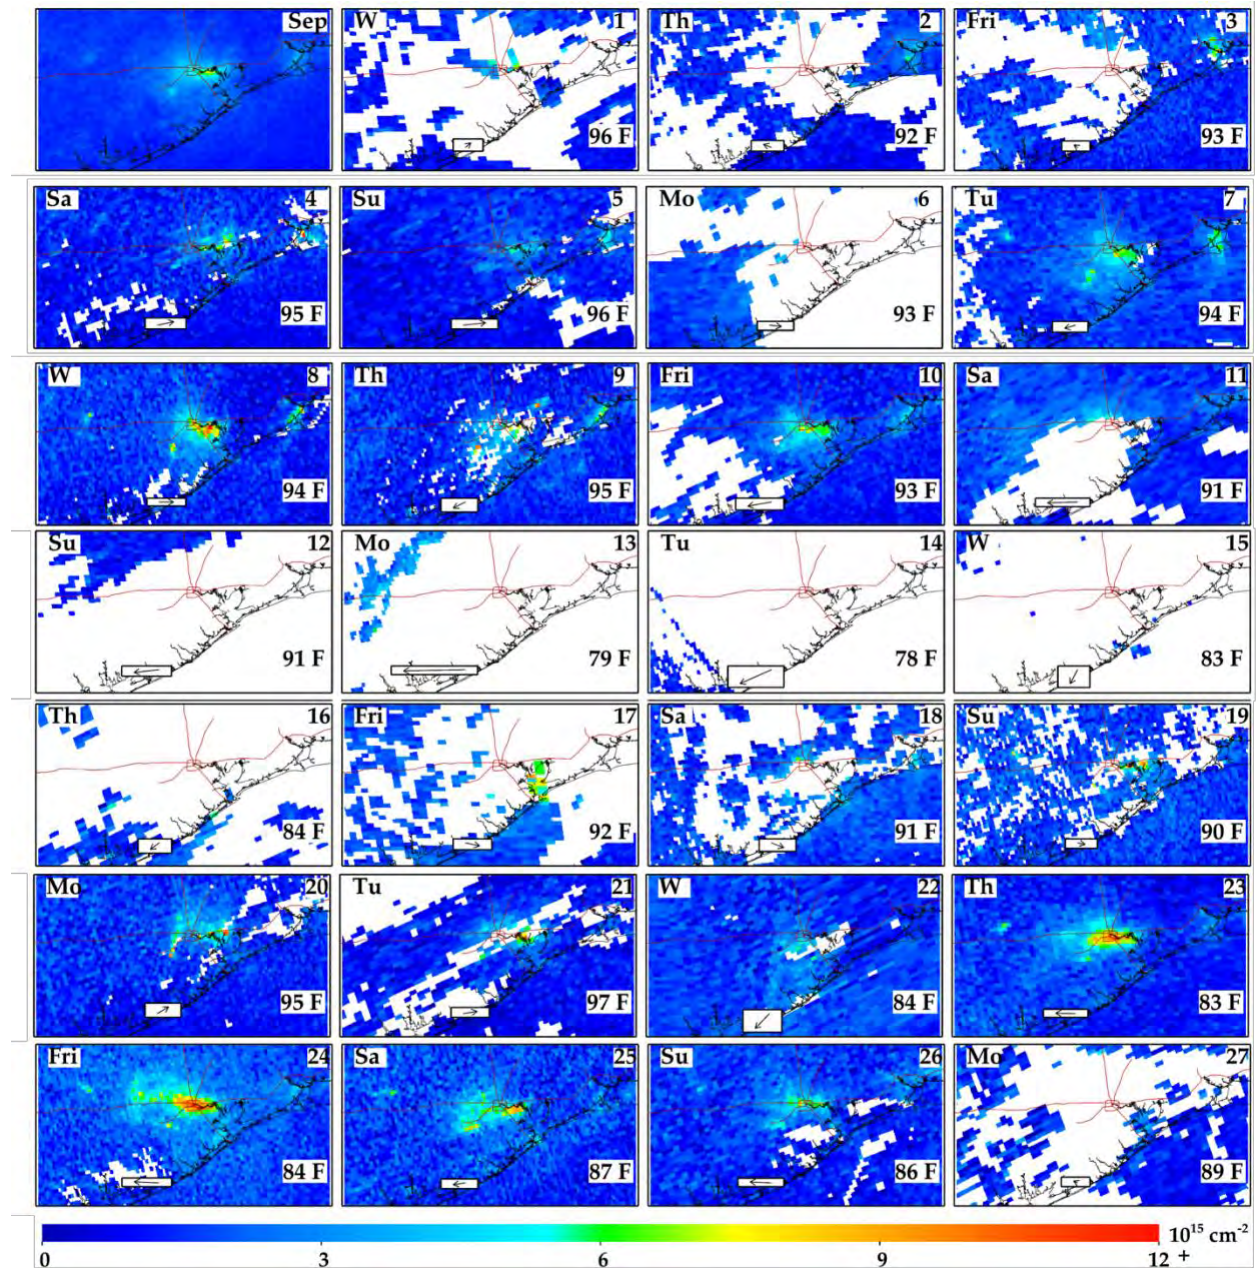 Sep W 1 Th 2 Fri 3
96 F 92 F 93 F
Sa 4 Su 5 Mo 6 Tu 7
95 F 96 F 93 F 94 F
W 8 Th 9 Fri 10 Sa 11
94 F 95 F 93 F 91 F
Su 12 Mo 13 Tu 14 W 15
91 F 79 F 78 F 83 F
Th 16 Fri 17 Sa 18 Su 19
84 F 92 F 91 F 90 F
Mo 20 Tu 21 W 22 Th 23
95 F 97 F 84 F 83 F
Fri 24 Sa 25 Su 26 Mo 27
84 F 87 F 86 F 89 F
10¹⁵ cm⁻²
0 3 6 9 12 +